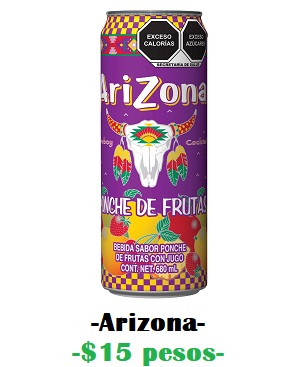 EXCESO CALORÍAS
EXCESO AZÚCARES
SECRETARÍA DE SALUD
AriZona
Cowboy Cocktail
PONCHE DE FRUTAS
BEBIDA SABOR PONCHE
DE FRUTAS CON JUGO
CONT. NET. 680 mL
-Arizona-
-$15 pesos-